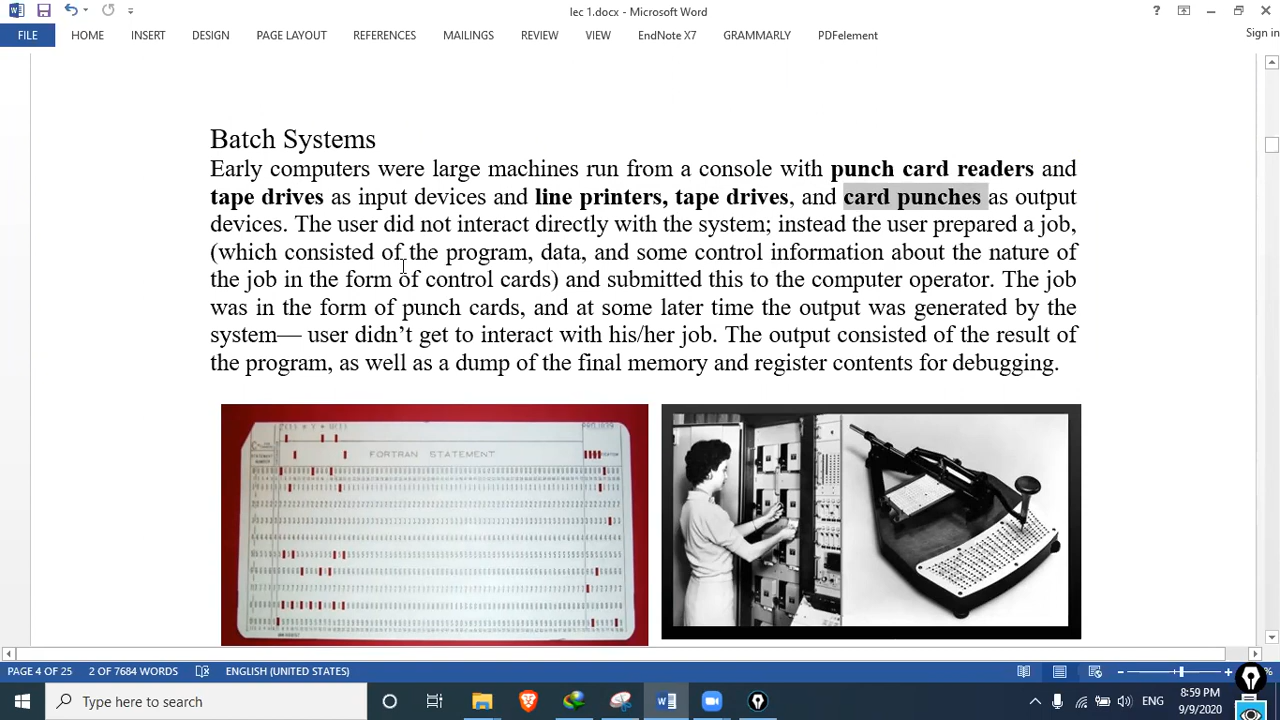 lec 1.docx - Microsoft Word
?
FILE HOME INSERT DESIGN PAGE LAYOUT REFERENCES MAILINGS REVIEW VIEW EndNote X7 GRAMMARLY PDFelement Sign in
Batch Systems
Early computers were large machines run from a console with punch card readers and
tape drives as input devices and line printers, tape drives, and card punches as output
devices. The user did not interact directly with the system; instead the user prepared a job,
(which consisted of the program, data, and some control information about the nature of
the job in the form of control cards) and submitted this to the computer operator. The job
was in the form of punch cards, and at some later time the output was generated by the
system— user didn’t get to interact with his/her job. The output consisted of the result of
the program, as well as a dump of the final memory and register contents for debugging.
FORTRAN STATEMENT
PAGE 4 OF 25 2 OF 7684 WORDS ENGLISH (UNITED STATES)
Type here to search
ENG
8:59 PM
9/9/2020